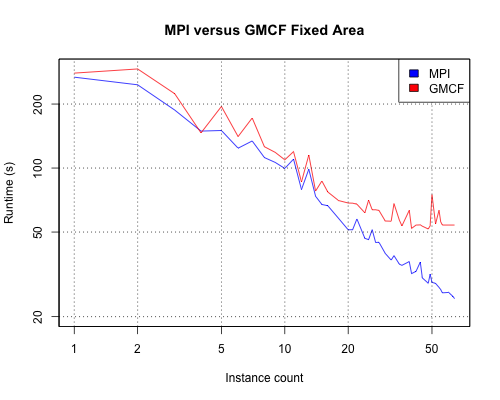 MPI versus GMCF Fixed Area
MPI
GMCF
Runtime (s)
200
100
50
20
1 2 5 10 20 50
Instance count